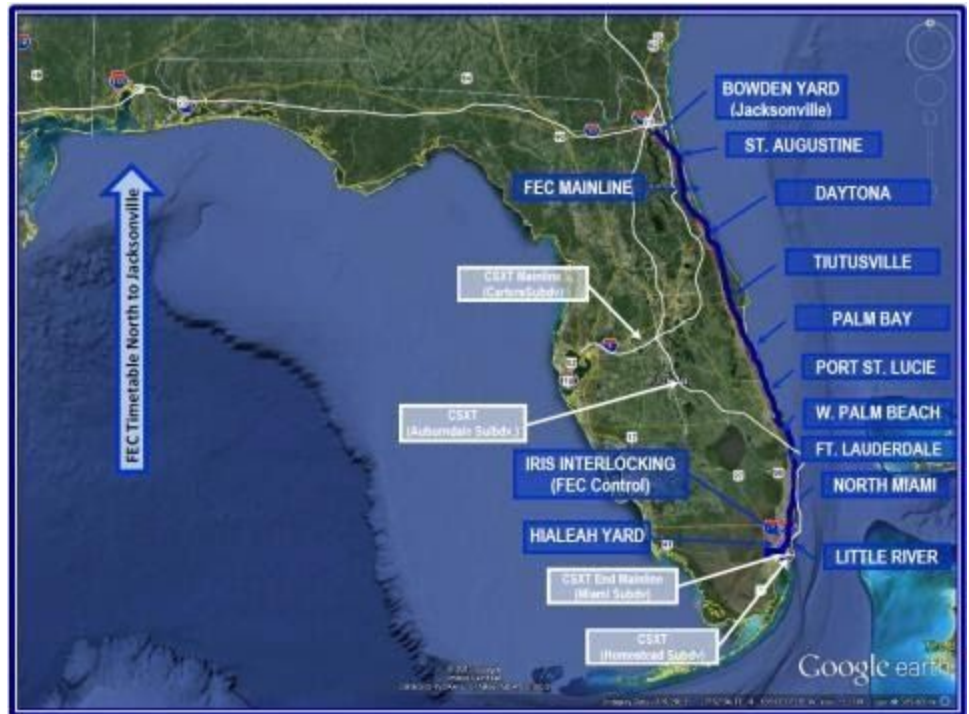 BOWDEN YARD
(Jacksonville)
ST. AUGUSTINE
FEC MAINLINE
DAYTONA
TIUTUSVILLE
CSXT Mainline
PALM BAY
PORT ST. LUCIE
CSXT
(Auburndale Subdv.)
W. PALM BEACH
FT. LAUDERDALE
IRIS INTERLOCKING
(FEC Control)
NORTH MIAMI
HIALEAH YARD
LITTLE RIVER
CSXT End Mainline
(Miami Subdv)
CSXT
(Homestead Subdv)
FEC Timetable North to Jacksonville
Google earth